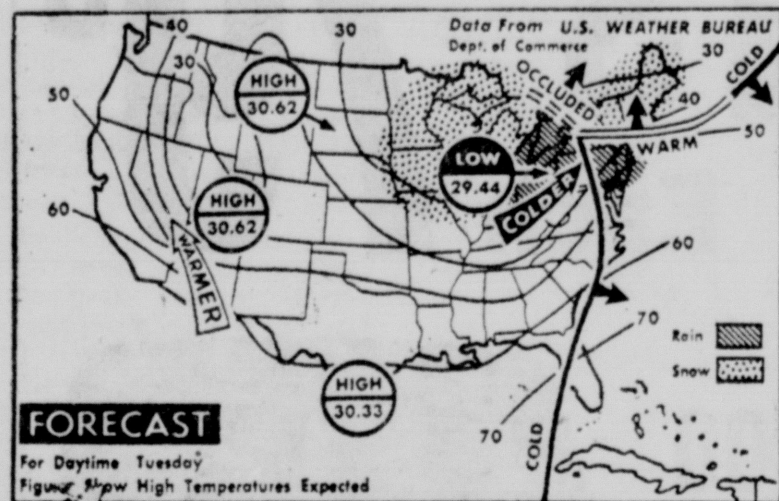 Data From U.S. WEATHER BUREAU
Dept. of Commerce
40
30
30
30
COLD
HIGH
30.62
OCCLUDED
40
50
50
WARM
LOW
29.44
COLDER
HIGH
30.62
60
WARMER
60
70
Rain
Snow
HIGH
30.33
70
COLD
FORECAST
For Daytime Tuesday
Figures Show High Temperatures Expected